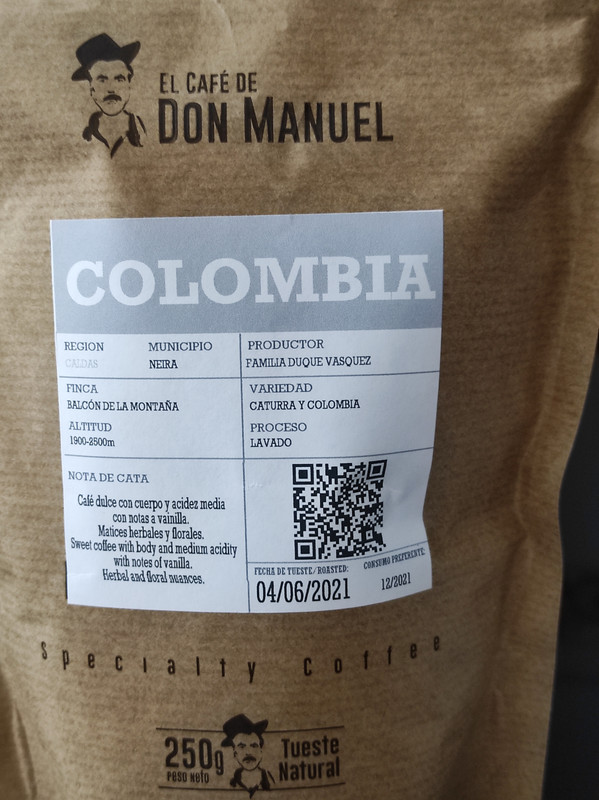 EL CAFÉ DE
DON MANUEL
COLOMBIA
REGION
CALDAS
MUNICIPIO
NEIRA
PRODUCTOR
FAMILIA DUQUE VASQUEZ
FINCA
BALCÓN DE LA MONTAÑA
ALTITUD
1900-2500m
VARIEDAD
CATURRA Y COLOMBIA
PROCESO
LAVADO
NOTA DE CATA
Café dulce con cuerpo y acidez media
con notas a vainilla.
Matices herbales y florales.
Sweet coffee with body and medium acidity
with notes of vanilla.
Herbal and floral nuances.
FECHA DE TUESTE/ROASTED:
04/06/2021
CONSUMO PREFERENTE:
12/2021
Specialty Coffee
250g
PESO NETO
Tueste
Natural